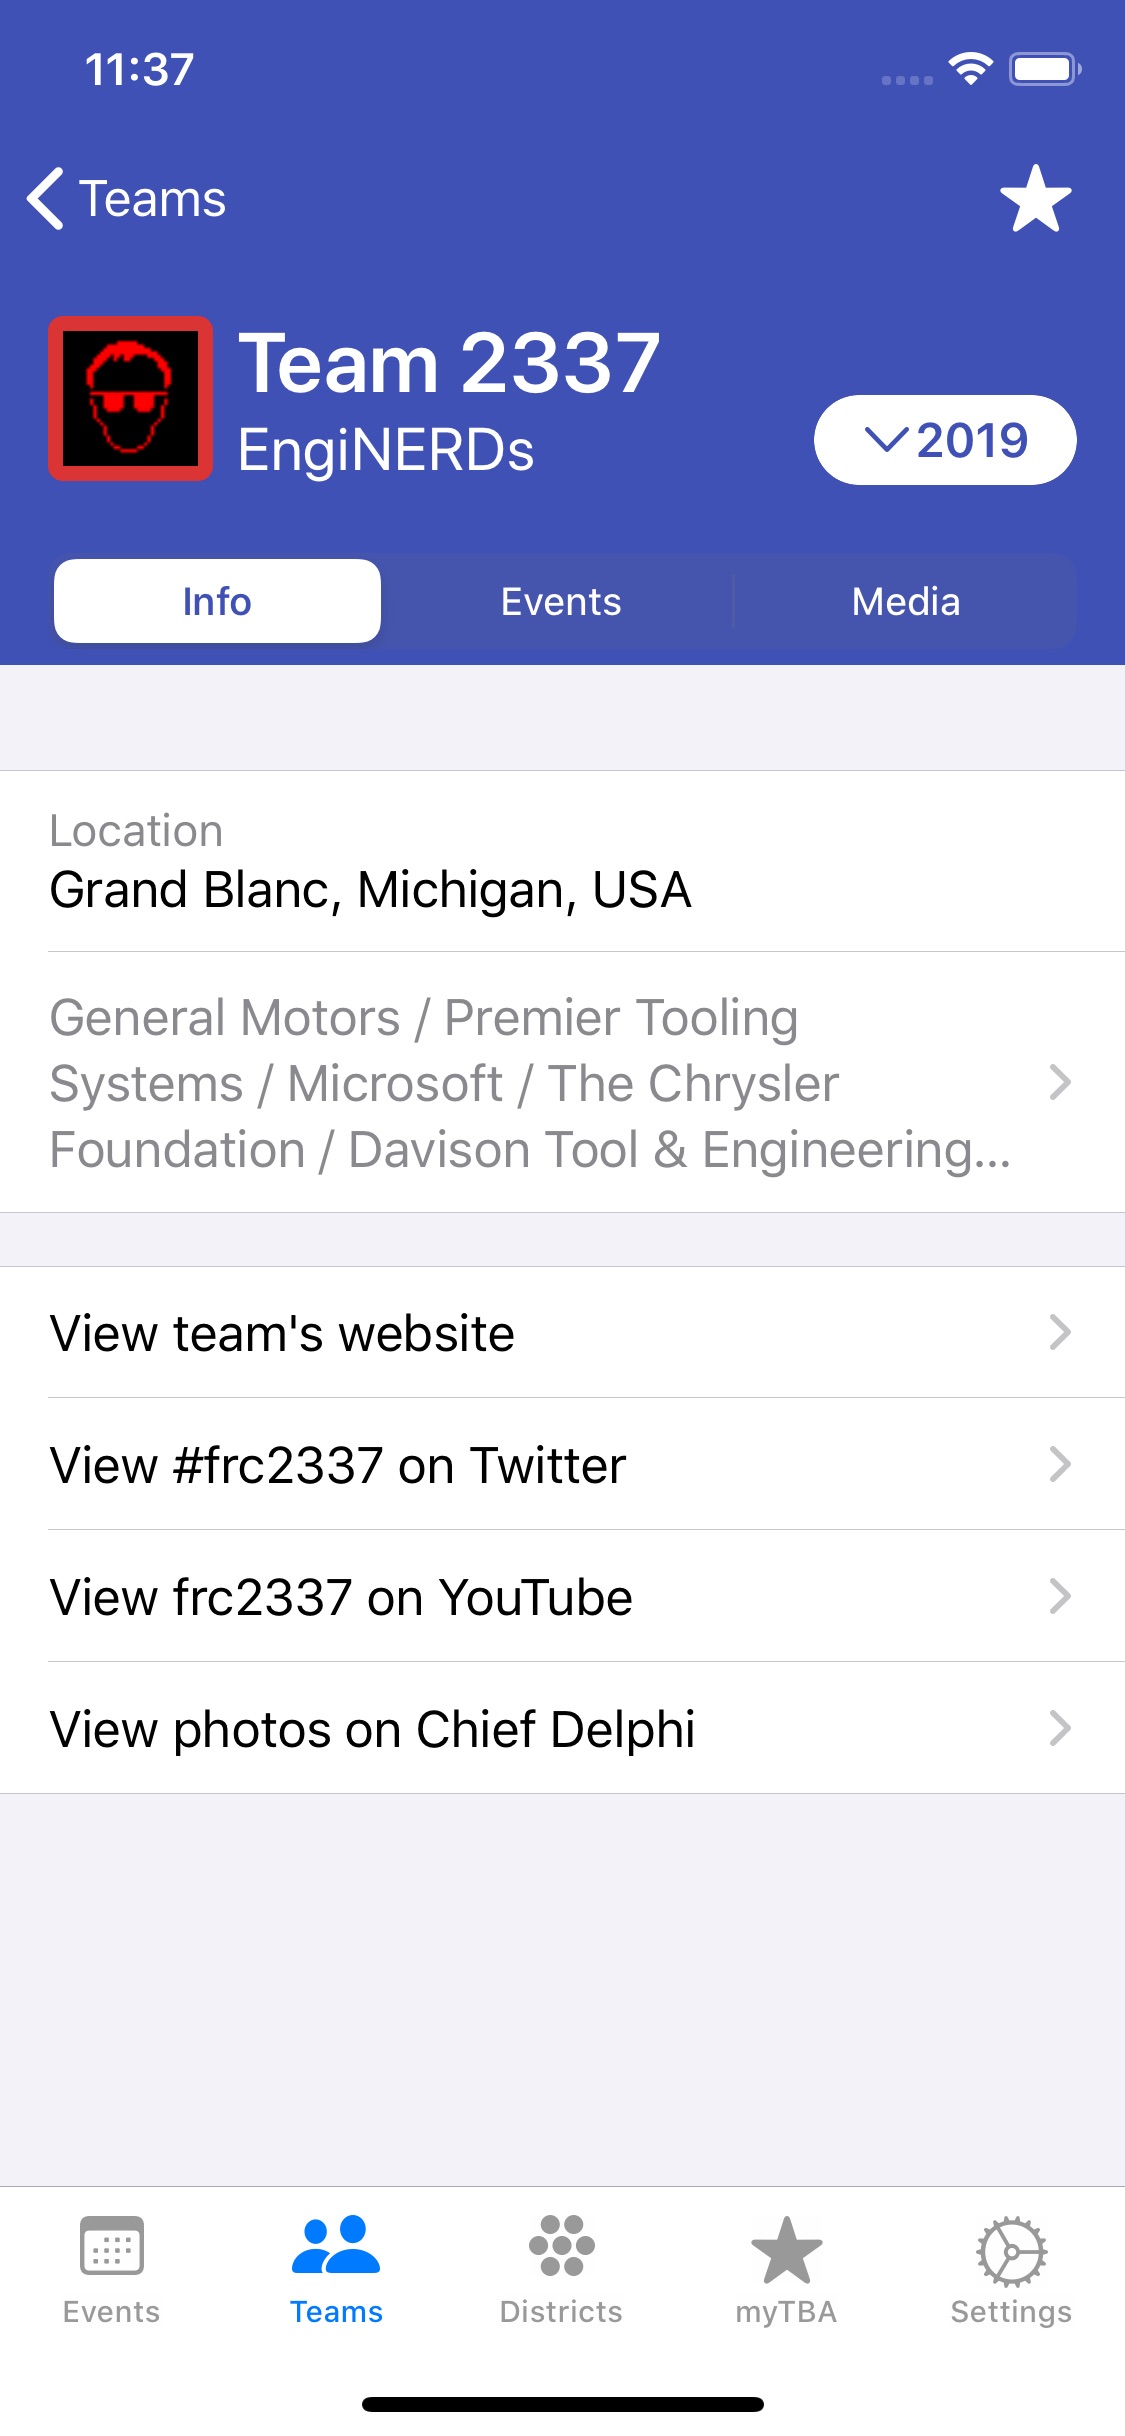 11:37
Teams
Team 2337
EngiNERDs
2019
Info
Events
Media
Location
Grand Blanc, Michigan, USA
General Motors / Premier Tooling
Systems / Microsoft / The Chrysler
Foundation / Davison Tool & Engineering...
View team's website
View #frc2337 on Twitter
View frc2337 on YouTube
View photos on Chief Delphi
Events
Teams
Districts
myTBA
Settings